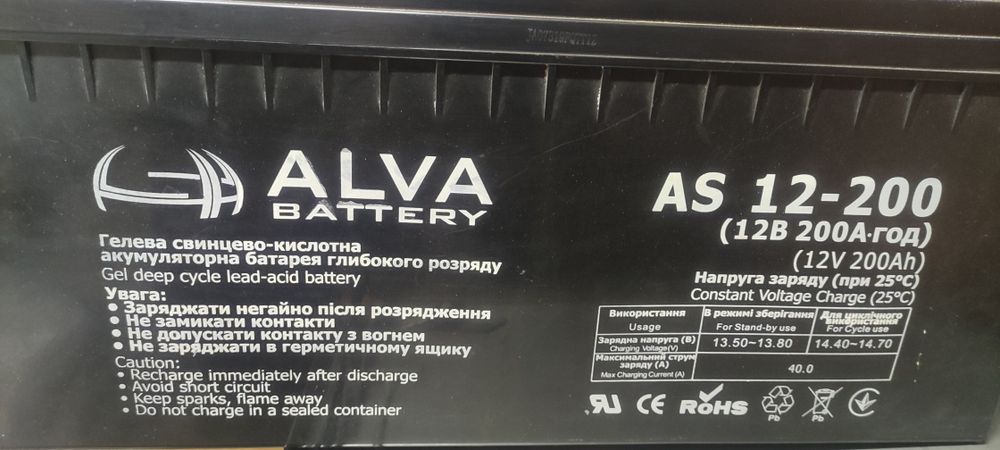 ALVA
BATTERY
Гелева свинцево-кислотна
акумуляторна батарея глибокого розряду
Gel deep cycle lead-acid battery
Увага:
• Заряджати негайно після розрядження
• Не замикати контакти
• Не допускати контакту з вогнем
• Не заряджати в герметичному ящику
Caution:
• Recharge immediately after discharge
• Avoid short circuit
• Keep sparks, flame away
• Do not charge in a sealed container
AS 12-200
(12В 200А·год)
(12V 200Ah)
Напруга заряду (при 25°C)
Constant Voltage Charge (25°C)
Використання В режимі зберігання Для циклічного використання
Usage For Stand-by use For Cycle use
Зарядна напруга (В) 13.50~13.80 14.40~14.70
Charging Voltage(V)
Максимальний струм
заряду (А) 40.0
Max Charging Current (A)
CE RoHS
Pb Pb